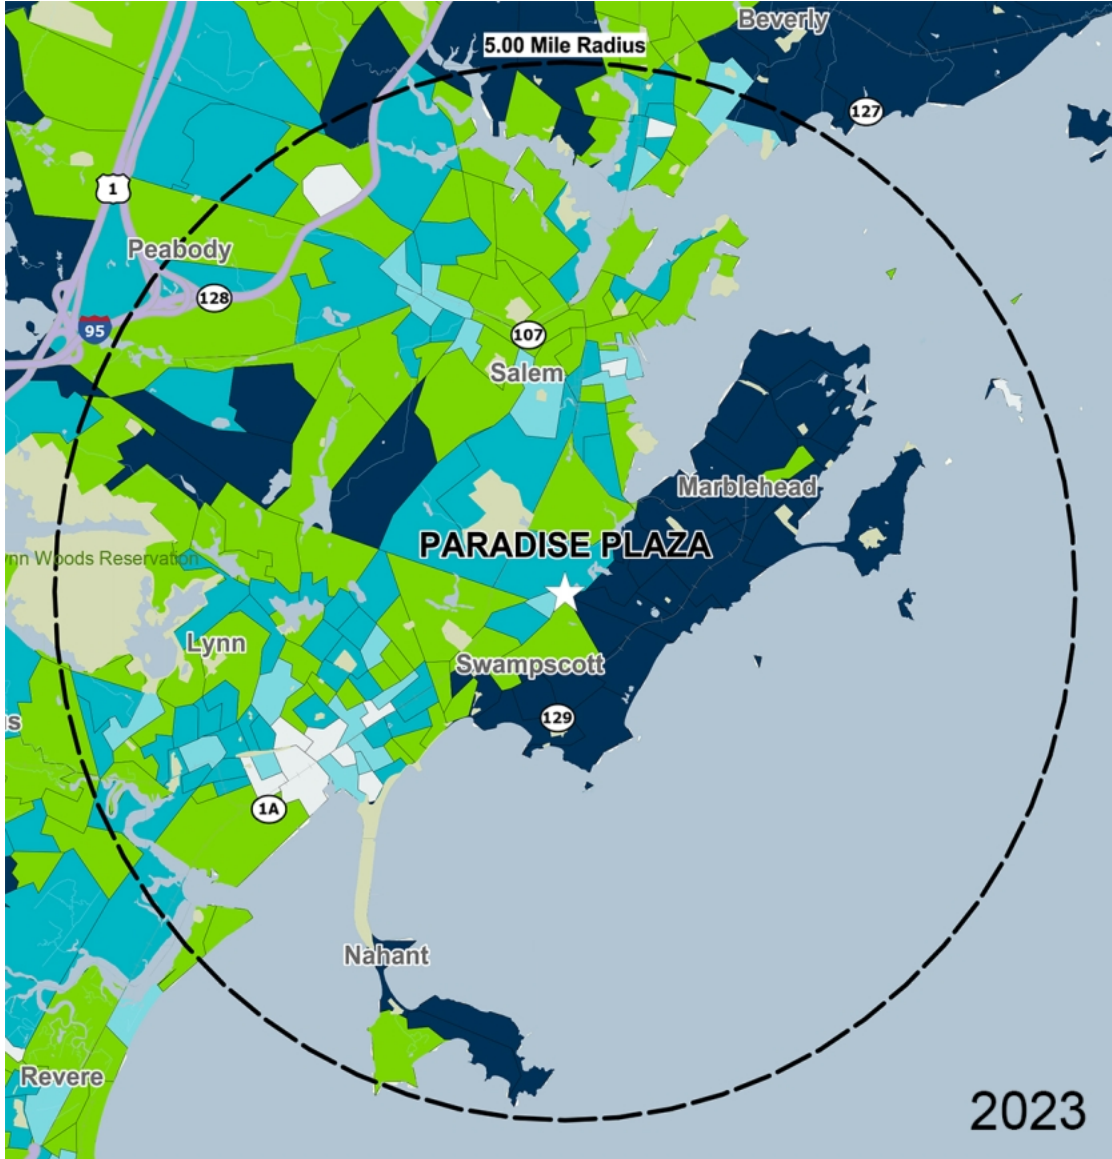 Beverly
5.00 Mile Radius
127
1
Peabody
128
95
107
Salem
Marblehead
PARADISE PLAZA
nn Woods Reservation
Lynn
Swampscott
129
1A
Nahant
Revere
2023